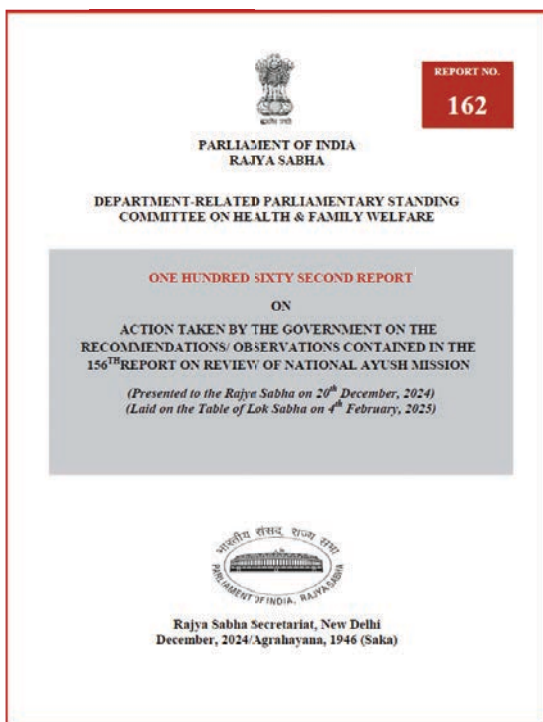 REPORT NO.
162
सत्यमेव जयते
PARLIAMENT OF INDIA
RAJYA SABHA
DEPARTMENT-RELATED PARLIAMENTARY STANDING
COMMITTEE ON HEALTH & FAMILY WELFARE
ONE HUNDRED SIXTY SECOND REPORT
ON
ACTION TAKEN BY THE GOVERNMENT ON THE
RECOMMENDATIONS/ OBSERVATIONS CONTAINED IN THE
156THREPORT ON REVIEW OF NATIONAL AYUSH MISSION
(Presented to the Rajya Sabha on 20th December, 2024)
(Laid on the Table of Lok Sabha on 4th February, 2025)
भारतीय संसद, राज्य सभा
PARLIAMENT OF INDIA, RAJYA SABHA
Rajya Sabha Secretariat, New Delhi
December, 2024/Agrahayana, 1946 (Saka)